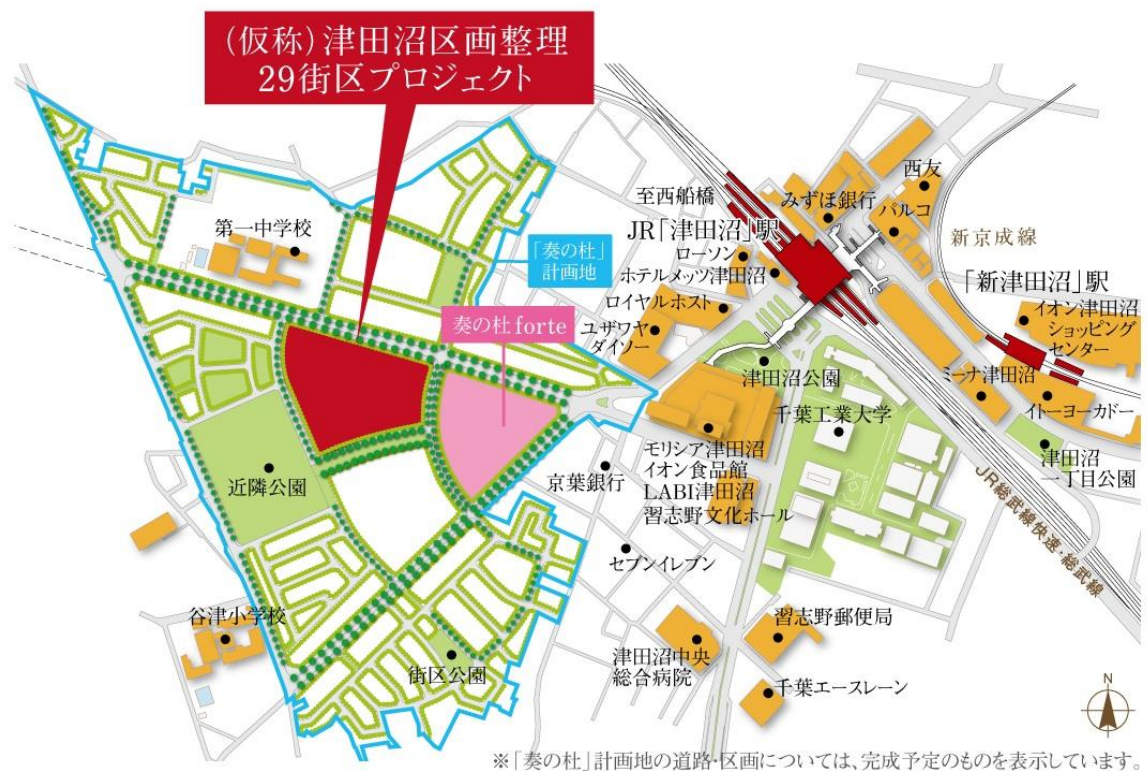 (仮称)津田沼区画整理
29街区プロジェクト
西友
至西船橋
みずほ銀行
パルコ
第一中学校
JR「津田沼」駅
新京成線
「奏の杜」
計画地
ローソン
ホテルメッツ津田沼
「新津田沼」駅
ロイヤルホスト
イオン津田沼
ショッピング
センター
奏の杜 forte
ユザワヤ
ダイソー
津田沼公園
ミーナ津田沼
イトーヨーカドー
千葉工業大学
モリシア津田沼
イオン食品館
LABI津田沼
習志野文化ホール
津田沼
一丁目公園
京葉銀行
近隣公園
JR総武線快速・総武線
セブンイレブン
谷津小学校
習志野郵便局
街区公園
津田沼中央
総合病院
千葉エースレーン
N
※「奏の杜」計画地の道路・区画については、完成予定のものを表示しています。